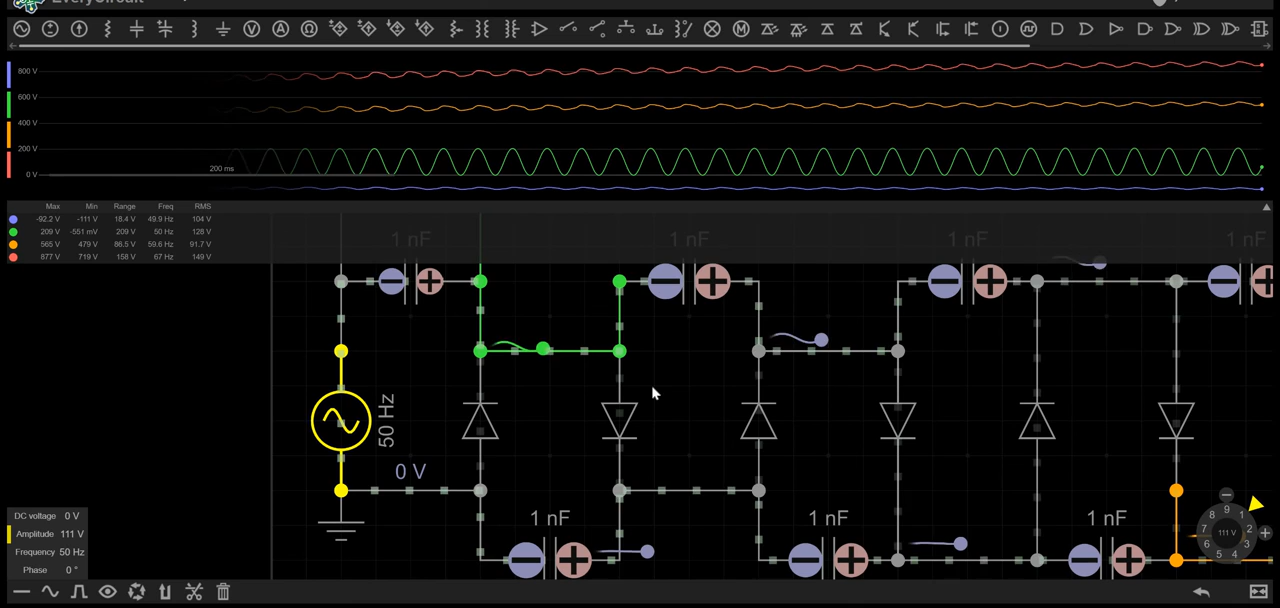 EveryCircuit
800 V
600 V
400 V
200 V
0 V
200 ms
Max Min Range Freq RMS
-92.2 V -111 V 18.4 V 49.9 Hz 104 V
209 V -551 mV 209 V 50 Hz 128 V
565 V 479 V 86.5 V 59.6 Hz 91.7 V
877 V 719 V 158 V 67 Hz 149 V
1 nF 1 nF 1 nF 1 nF
50 Hz
0 V
1 nF 1 nF 1 nF
DC voltage 0 V
Amplitude 111 V
Frequency 50 Hz
Phase 0 °
9 1 2 3 4 5 6 7 8
111 V